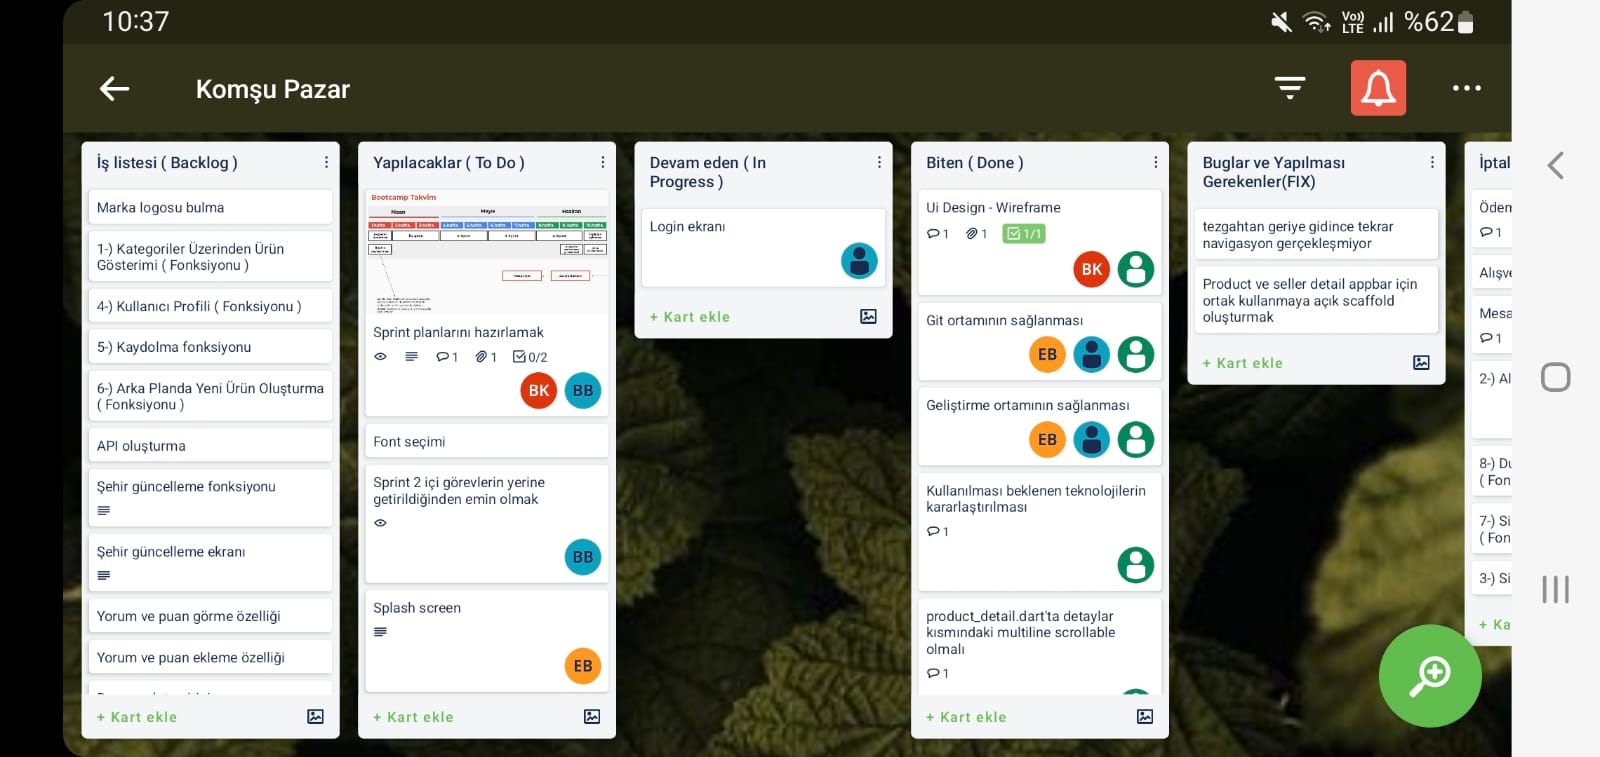 10:37
Vo))
LTE
%62
Komşu Pazar
İş listesi ( Backlog )
Marka logosu bulma
1-) Kategoriler Üzerinden Ürün
Gösterimi ( Fonksiyonu )
4-) Kullanıcı Profili ( Fonksiyonu )
5-) Kaydolma fonksiyonu
6-) Arka Planda Yeni Ürün Oluşturma
( Fonksiyonu )
API oluşturma
Şehir güncelleme fonksiyonu
Şehir güncelleme ekranı
Yorum ve puan görme özelliği
Yorum ve puan ekleme özelliği
+ Kart ekle
Yapılacaklar ( To Do )
Bootcamp Takvim
Nisan
Mayıs
Haziran
Sprint planlarını hazırlamak
1
1
0/2
BK
BB
Font seçimi
Sprint 2 içi görevlerin yerine
getirildiğinden emin olmak
BB
Splash screen
EB
+ Kart ekle
Devam eden ( In
Progress )
Login ekranı
+ Kart ekle
Biten ( Done )
Ui Design - Wireframe
1
1
1/1
BK
Git ortamının sağlanması
EB
Geliştirme ortamının sağlanması
EB
Kullanılması beklenen teknolojilerin
kararlaştırılması
1
product_detail.dart'ta detaylar
kısmındaki multiline scrollable
olmalı
1
+ Kart ekle
Buglar ve Yapılması
Gerekenler(FIX)
tezgahtan geriye gidince tekrar
navigasyon gerçekleşmiyor
Product ve seller detail appbar için
ortak kullanmaya açık scaffold
oluşturmak
+ Kart ekle
İptal
Ödem
1
Alışve
Mesa
1
2-) Al
8-) Du
( Fon
7-) Si
( Fon
3-) Si
+ Ka